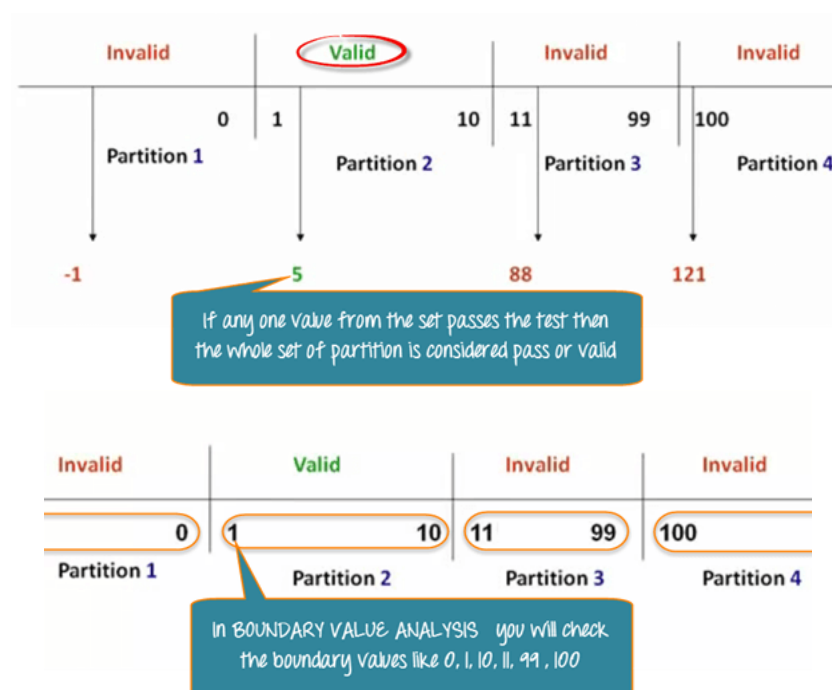 Invalid Valid Invalid Invalid
0 1 10 11 99 100
Partition 1 Partition 2 Partition 3 Partition 4
-1 5 88 121
If any one value from the set passes the test then
the whole set of partition is considered pass or valid
Invalid Valid Invalid Invalid
0 1 10 11 99 100
Partition 1 Partition 2 Partition 3 Partition 4
In BOUNDARY VALUE ANALYSIS you will check
the boundary values like 0, 1, 10, 11, 99 , 100